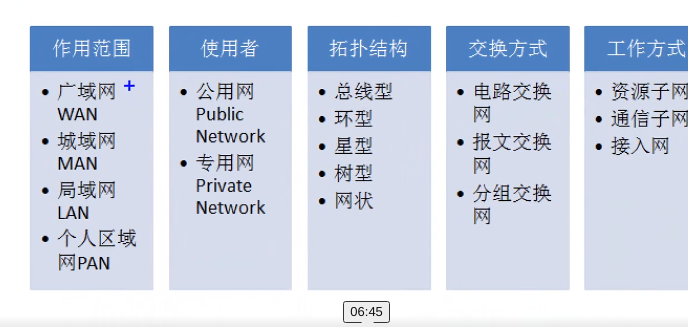 作用范围
广域网
WAN
城域网
MAN
局域网
LAN
个人区域
网PAN
使用者
公用网
Public
Network
专用网
Private
Network
拓扑结构
总线型
环型
星型
树型
网状
交换方式
电路交换
网
报文交换
网
分组交换
网
工作方式
资源子网
通信子网
接入网
06:45